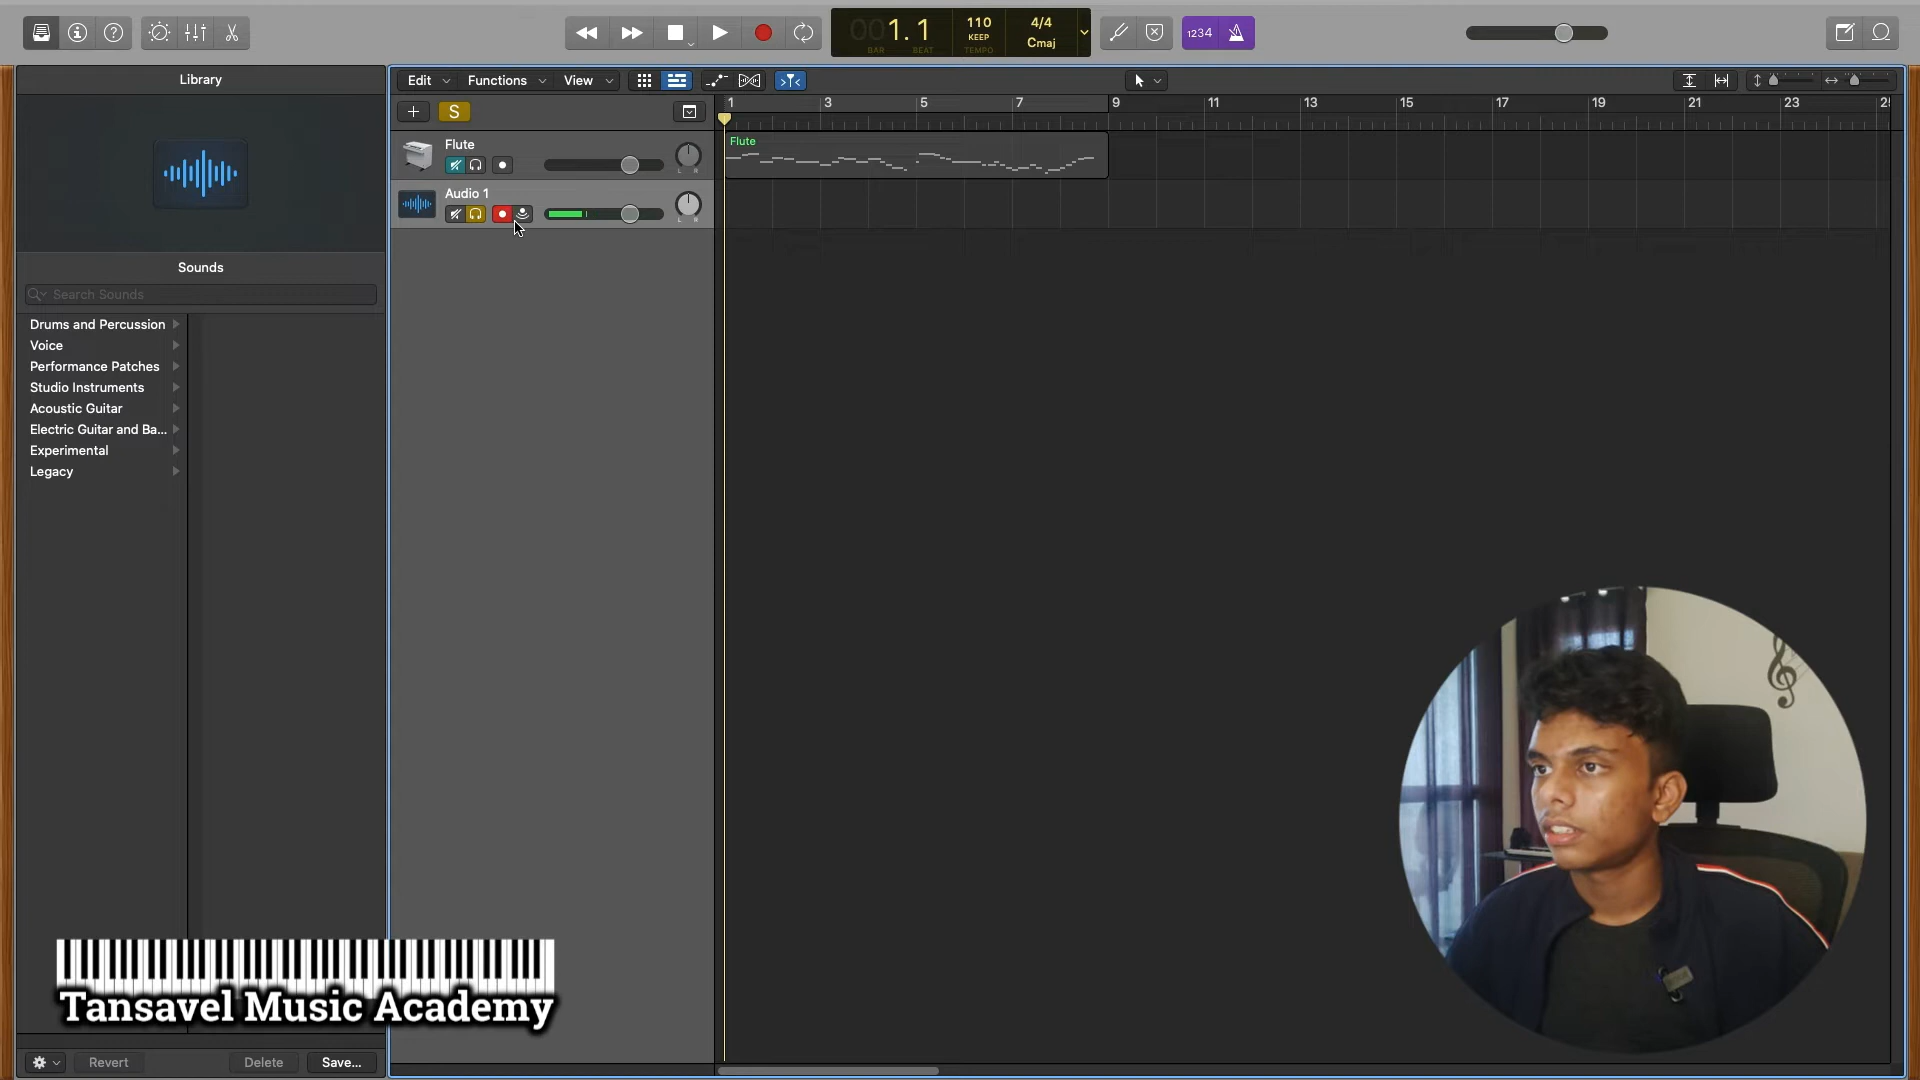 001.1
BAR BEAT
110
KEEP
TEMPO
4/4
Cmaj
1234
Library
Edit Functions View
S
1 3 5 7 9 11 13 15 17 19 21 23
Flute
L R
Flute
Audio 1
L R
Sounds
Search Sounds
Drums and Percussion
Voice
Performance Patches
Studio Instruments
Acoustic Guitar
Electric Guitar and Ba...
Experimental
Legacy
Tansavel Music Academy
Revert Delete Save...